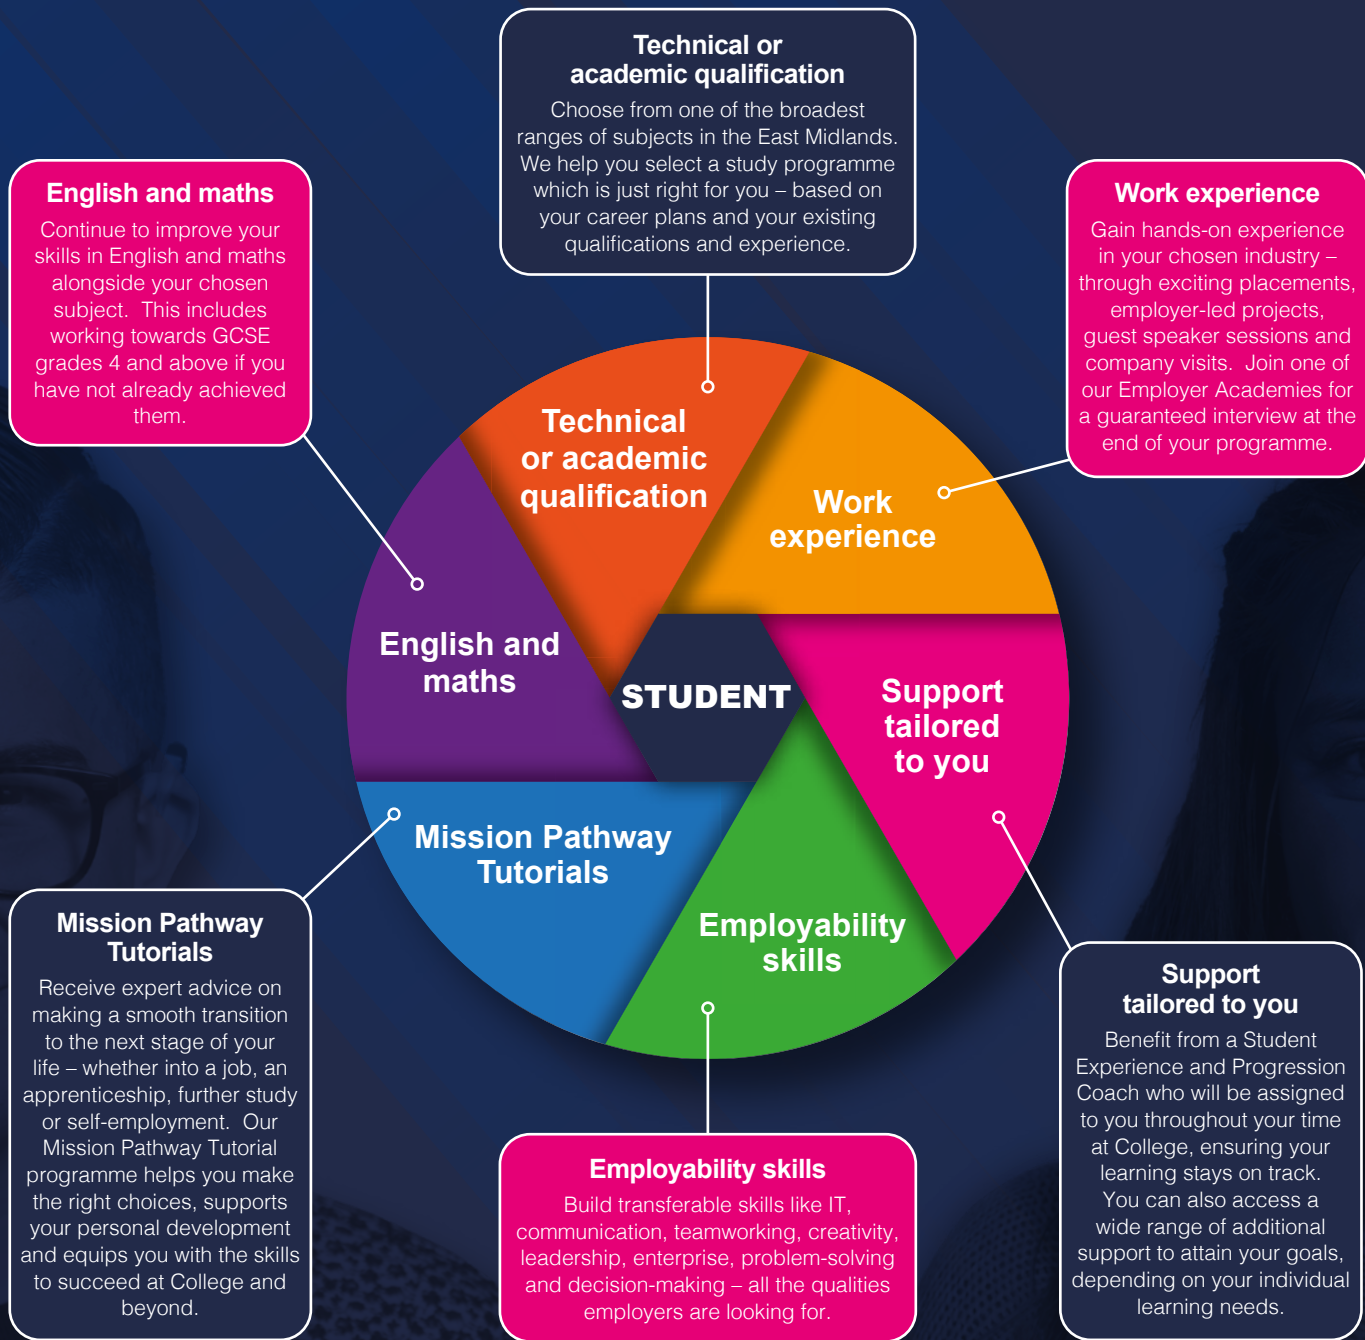 Technical or
academic qualification
Choose from one of the broadest
ranges of subjects in the East Midlands.
We help you select a study programme
which is just right for you – based on
your career plans and your existing
qualifications and experience.
English and maths
Continue to improve your
skills in English and maths
alongside your chosen
subject.  This includes
working towards GCSE
grades 4 and above if you
have not already achieved
them.
Work experience
Gain hands-on experience
in your chosen industry –
through exciting placements,
employer-led projects,
guest speaker sessions and
company visits.  Join one of
our Employer Academies for
a guaranteed interview at the
end of your programme.
Technical
or academic
qualification
Work
experience
English and
maths
STUDENT
Support
tailored
to you
Mission Pathway
Tutorials
Employability
skills
Mission Pathway
Tutorials
Receive expert advice on
making a smooth transition
to the next stage of your
life – whether into a job, an
apprenticeship, further study
or self-employment.  Our
Mission Pathway Tutorial
programme helps you make
the right choices, supports
your personal development
and equips you with the skills
to succeed at College and
beyond.
Employability skills
Build transferable skills like IT,
communication, teamworking, creativity,
leadership, enterprise, problem-solving
and decision-making – all the qualities
employers are looking for.
Support
tailored to you
Benefit from a Student
Experience and Progression
Coach who will be assigned
to you throughout your time
at College, ensuring your
learning stays on track.
You can also access a
wide range of additional
support to attain your goals,
depending on your individual
learning needs.